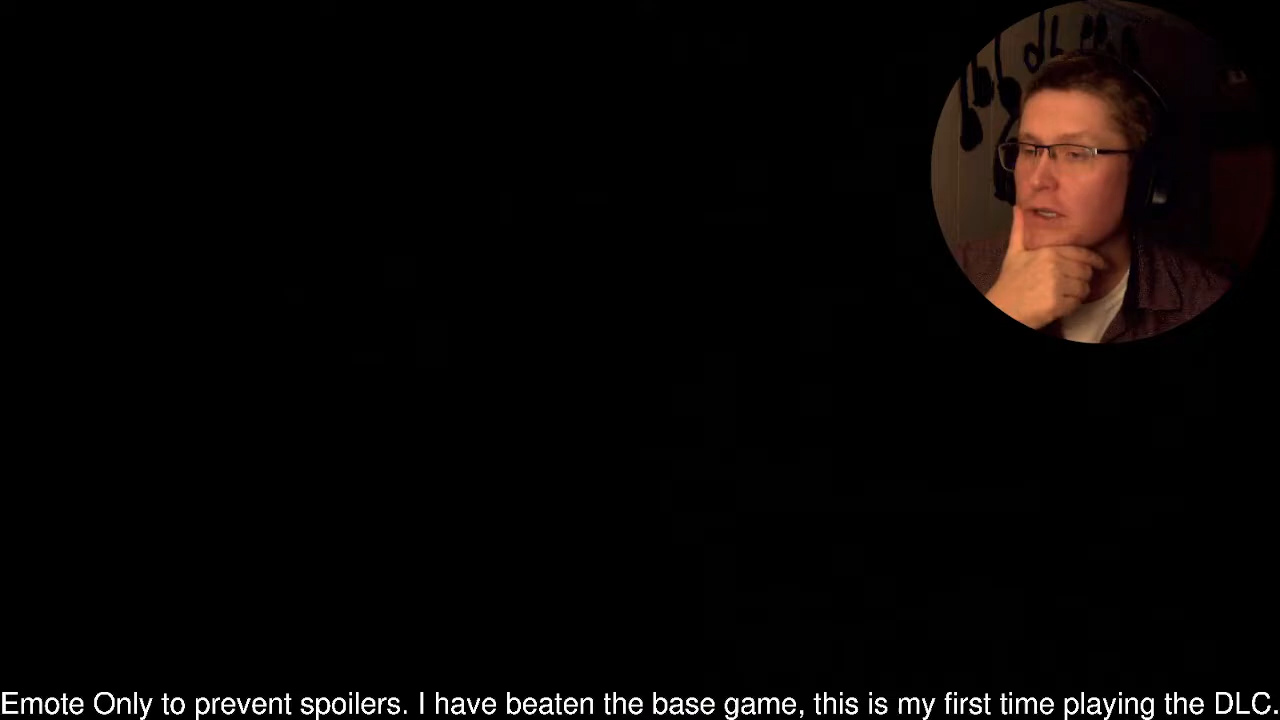 Emote Only to prevent spoilers. I have beaten the base game, this is my first time playing the DLC.